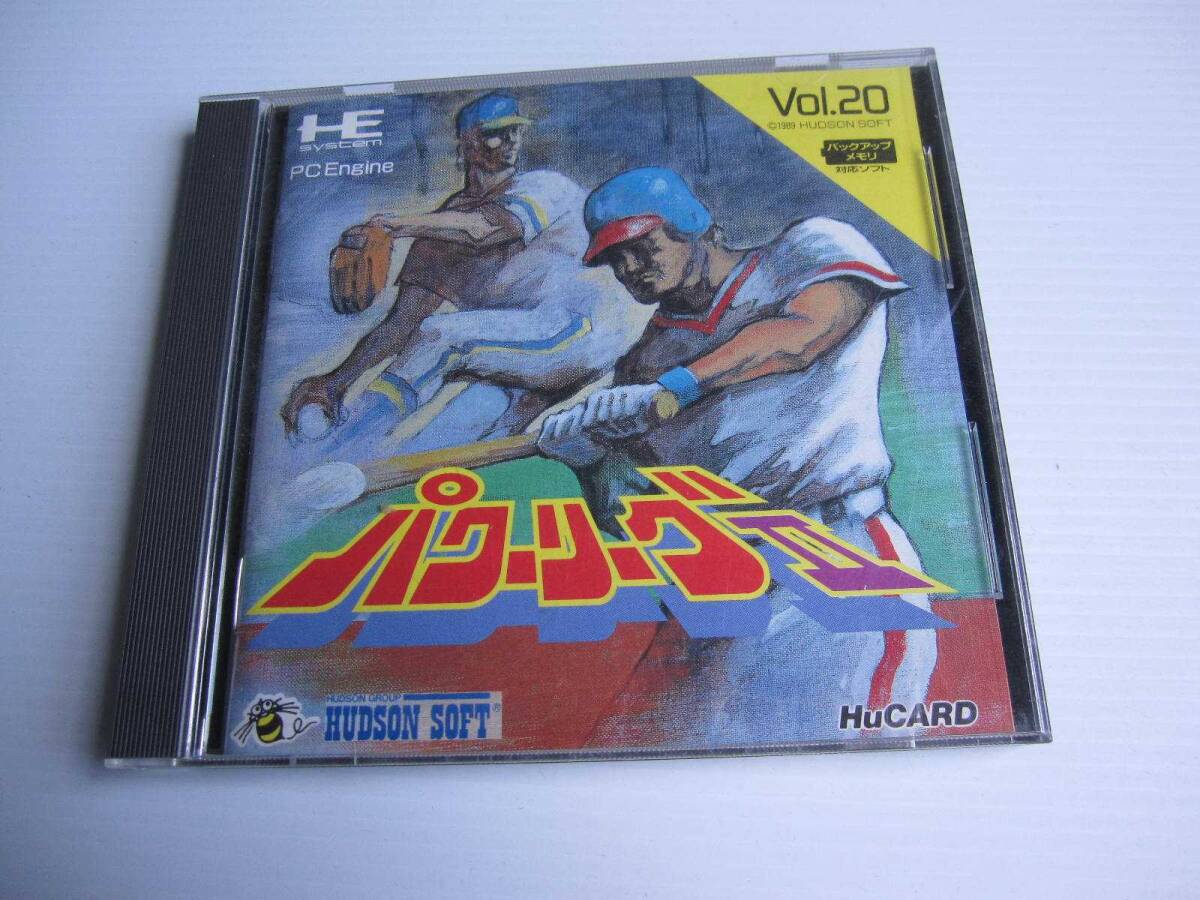 HE
system
PC Engine
Vol.20
©1989 HUDSON SOFT
バックアップ
メモリ
対応ソフト
パワーリーグII
HUDSON GROUP
HUDSON SOFT®
HuCARD